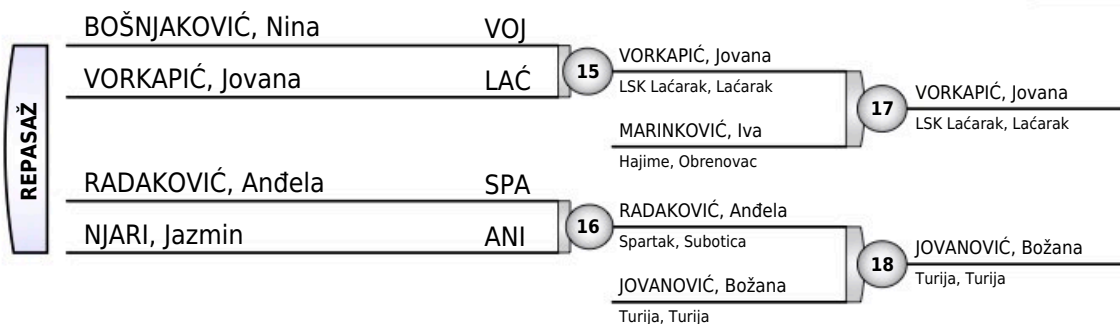 REPASAŽ
BOŠNJAKOVIĆ, Nina VOJ
VORKAPIĆ, Jovana LAĆ
15
VORKAPIĆ, Jovana
LSK Laćarak, Laćarak
MARINKOVIĆ, Iva
Hajime, Obrenovac
17
VORKAPIĆ, Jovana
LSK Laćarak, Laćarak
RADAKOVIĆ, Anđela SPA
NJARI, Jazmin ANI
16
RADAKOVIĆ, Anđela
Spartak, Subotica
JOVANOVIĆ, Božana
Turija, Turija
18
JOVANOVIĆ, Božana
Turija, Turija